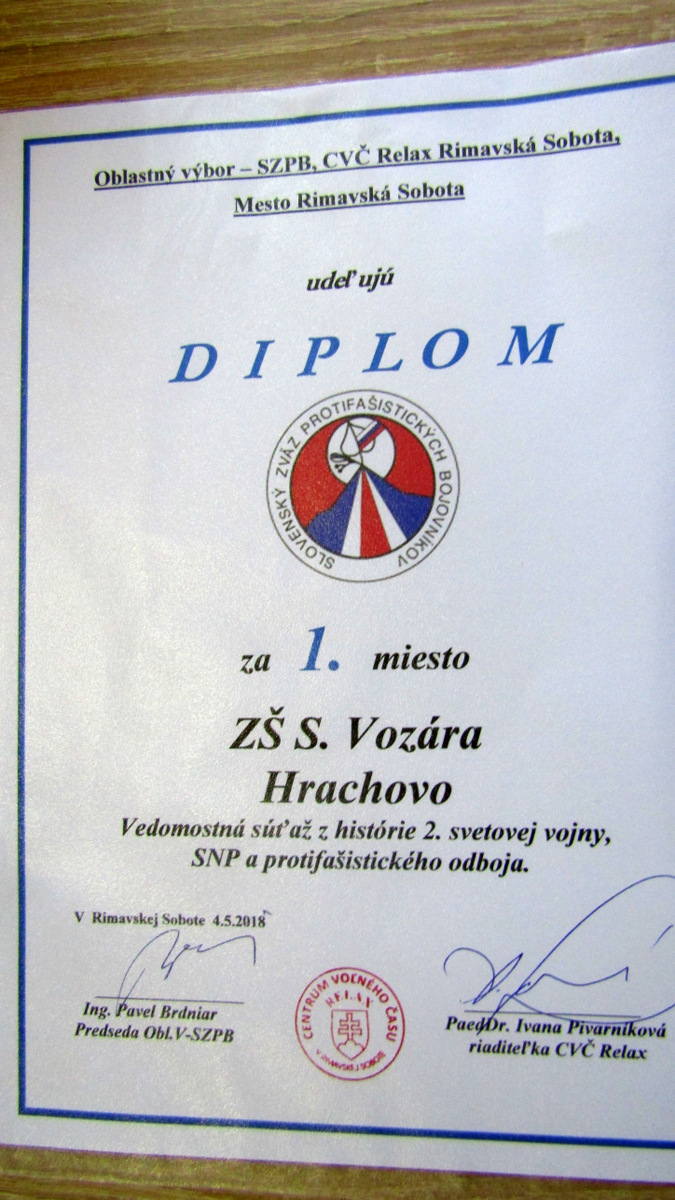 Oblastný výbor – SZPB, CVČ Relax Rimavská Sobota,
Mesto Rimavská Sobota
udeľujú
DIPLOM
SLOVENSKÝ ZVÄZ PROTIFAŠISTICKÝCH BOJOVNÍKOV
za 1. miesto
ZŠ S. Vozára
Hrachovo
Vedomostná súťaž z histórie 2. svetovej vojny,
SNP a protifašistického odboja.
V Rimavskej Sobote 4.5.2018
Ing. Pavel Brdniar
Predseda Obl.V-SZPB
CENTRUM VOĽNÉHO ČASU
RELAX
V RIMAVSKEJ SOBOTE
PaedDr. Ivana Pivarníková
riaditeľka CVČ Relax